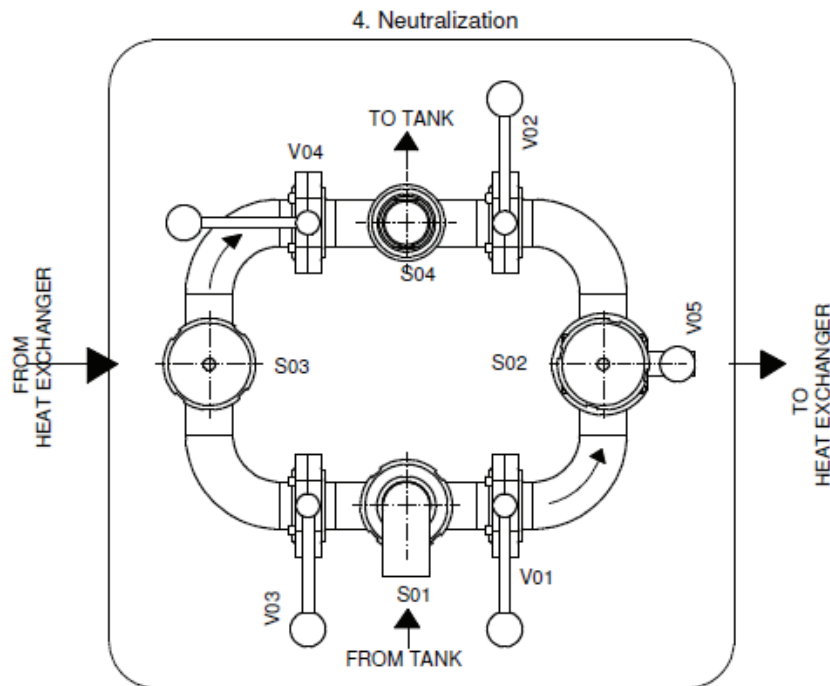 4. Neutralization
TO TANK
V02
V04
S04
FROM
HEAT EXCHANGER
S03
S02
V05
TO
HEAT EXCHANGER
V03
S01
V01
FROM TANK